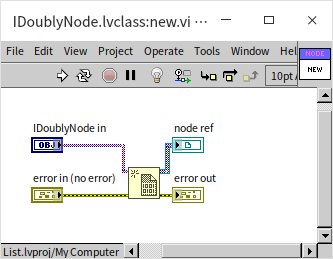 IDoublyNode.lvclass:new.vi ···
File Edit View Project Operate Tools Window Hel
NODE
NEW
10pt
IDoublyNode in
node ref
OBJ
error in (no error)
error out
List.lvproj/My Computer